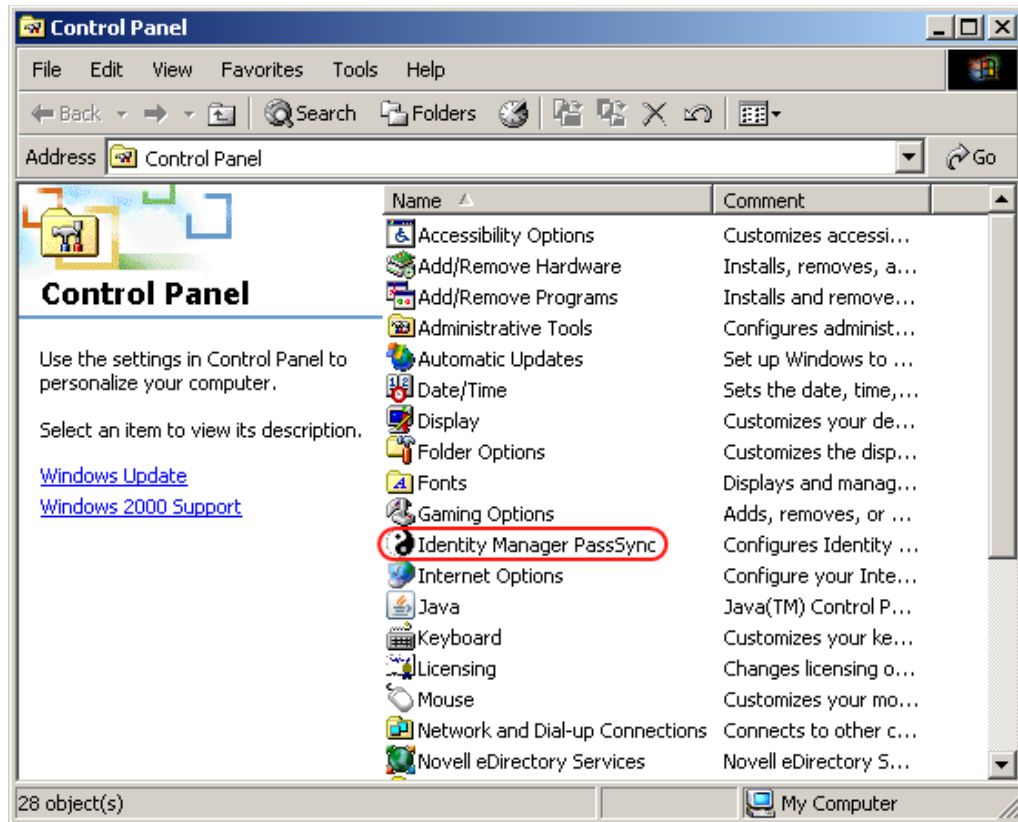 Control Panel
File Edit View Favorites Tools Help
Back Search Folders
Address Control Panel Go
Name Comment
Control Panel
Use the settings in Control Panel to
personalize your computer.
Select an item to view its description.
Windows Update
Windows 2000 Support
Accessibility Options Customizes accessi...
Add/Remove Hardware Installs, removes, a...
Add/Remove Programs Installs and remove...
Administrative Tools Configures administ...
Automatic Updates Set up Windows to ...
Date/Time Sets the date, time,...
Display Customizes your de...
Folder Options Customizes the disp...
Fonts Displays and manag...
Gaming Options Adds, removes, or ...
Identity Manager PassSync Configures Identity ...
Internet Options Configure your Inte...
Java Java(TM) Control P...
Keyboard Customizes your ke...
Licensing Changes licensing o...
Mouse Customizes your mo...
Network and Dial-up Connections Connects to other c...
Novell eDirectory Services Novell eDirectory S...
28 object(s) My Computer